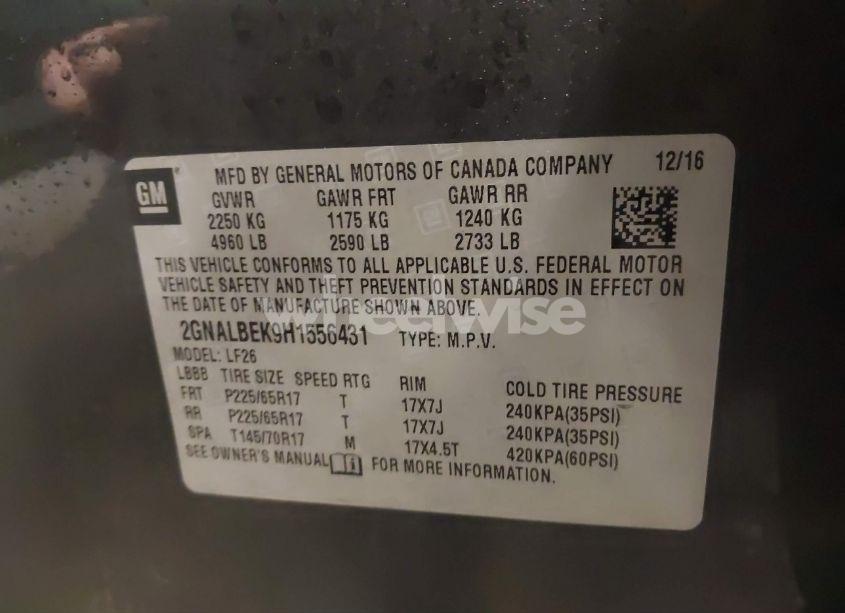 GM
MFD BY GENERAL MOTORS OF CANADA COMPANY 12/16
GVWR GAWR FRT GAWR RR
2250 KG 1175 KG 1240 KG
4960 LB 2590 LB 2733 LB
THIS VEHICLE CONFORMS TO ALL APPLICABLE U.S. FEDERAL MOTOR
VEHICLE SAFETY AND THEFT PREVENTION STANDARDS IN EFFECT ON
THE DATE OF MANUFACTURE SHOWN ABOVE.
wheelwise
2GNALBEK9H1556431 TYPE: M.P.V.
MODEL: LF26
LBBB TIRE SIZE SPEED RTG RIM COLD TIRE PRESSURE
FRT P225/65R17 T 17X7J 240KPA(35PSI)
RR P225/65R17 T 17X7J 240KPA(35PSI)
SPA T145/70R17 M 17X4.5T 420KPA(60PSI)
SEE OWNER'S MANUAL FOR MORE INFORMATION.